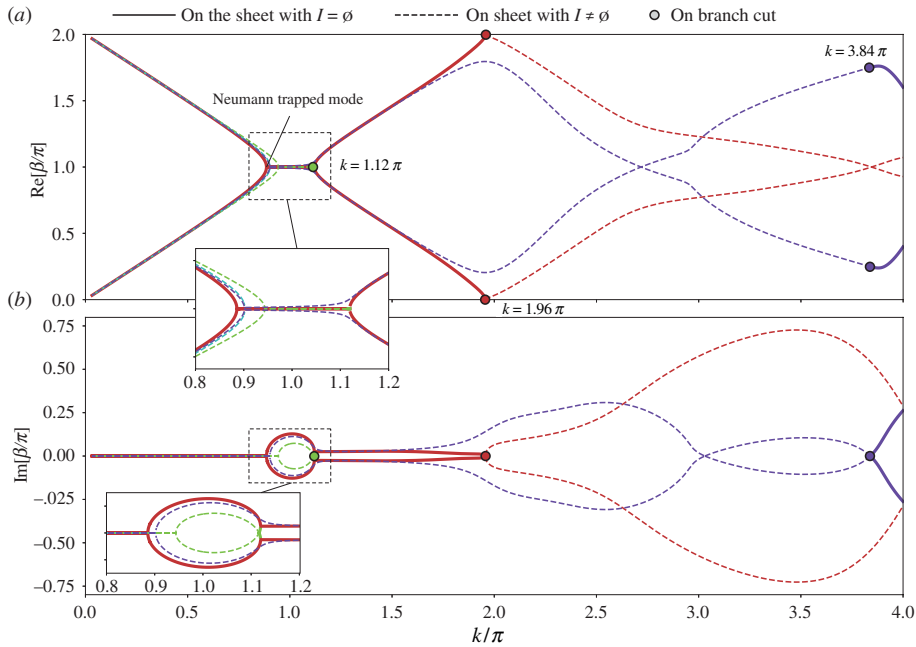 (a)
On the sheet with I = ø
On sheet with I ≠ ø
On branch cut
2.0
1.5
1.0
0.5
0.0
Re[β/π]
Neumann trapped mode
k = 1.12 π
k = 3.84 π
k = 1.96 π
0.8 0.9 1.0 1.1 1.2
(b)
0.75
0.50
0.25
0.00
−0.25
−0.50
−0.75
Im[β/π]
0.8 0.9 1.0 1.1 1.2
0.0 0.5 1.0 1.5 2.0 2.5 3.0 3.5 4.0
k/π